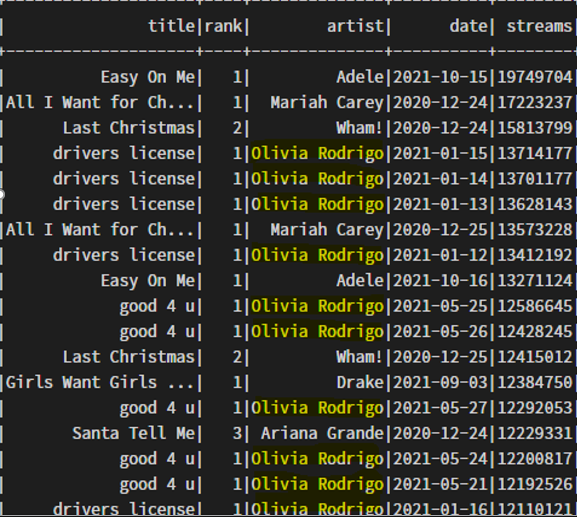 |               title|rank|        artist|      date| streams|
+--------------------+----+--------------+----------+--------+
|          Easy On Me|   1|         Adele|2021-10-15|19749704|
|All I Want for Ch...|   1|  Mariah Carey|2020-12-24|17223237|
|      Last Christmas|   2|         Wham!|2020-12-24|15813799|
|     drivers license|   1|Olivia Rodrigo|2021-01-15|13714177|
|     drivers license|   1|Olivia Rodrigo|2021-01-14|13701177|
|     drivers license|   1|Olivia Rodrigo|2021-01-13|13628143|
|All I Want for Ch...|   1|  Mariah Carey|2020-12-25|13573228|
|     drivers license|   1|Olivia Rodrigo|2021-01-12|13412192|
|          Easy On Me|   1|         Adele|2021-10-16|13271124|
|            good 4 u|   1|Olivia Rodrigo|2021-05-25|12586645|
|            good 4 u|   1|Olivia Rodrigo|2021-05-26|12428245|
|      Last Christmas|   2|         Wham!|2020-12-25|12415012|
|Girls Want Girls ...|   1|         Drake|2021-09-03|12384750|
|            good 4 u|   1|Olivia Rodrigo|2021-05-27|12292053|
|       Santa Tell Me|   3| Ariana Grande|2020-12-24|12229331|
|            good 4 u|   1|Olivia Rodrigo|2021-05-24|12200817|
|            good 4 u|   1|Olivia Rodrigo|2021-05-21|12192526|
|     drivers license|   1|Olivia Rodrigo|2021-01-16|12110121|